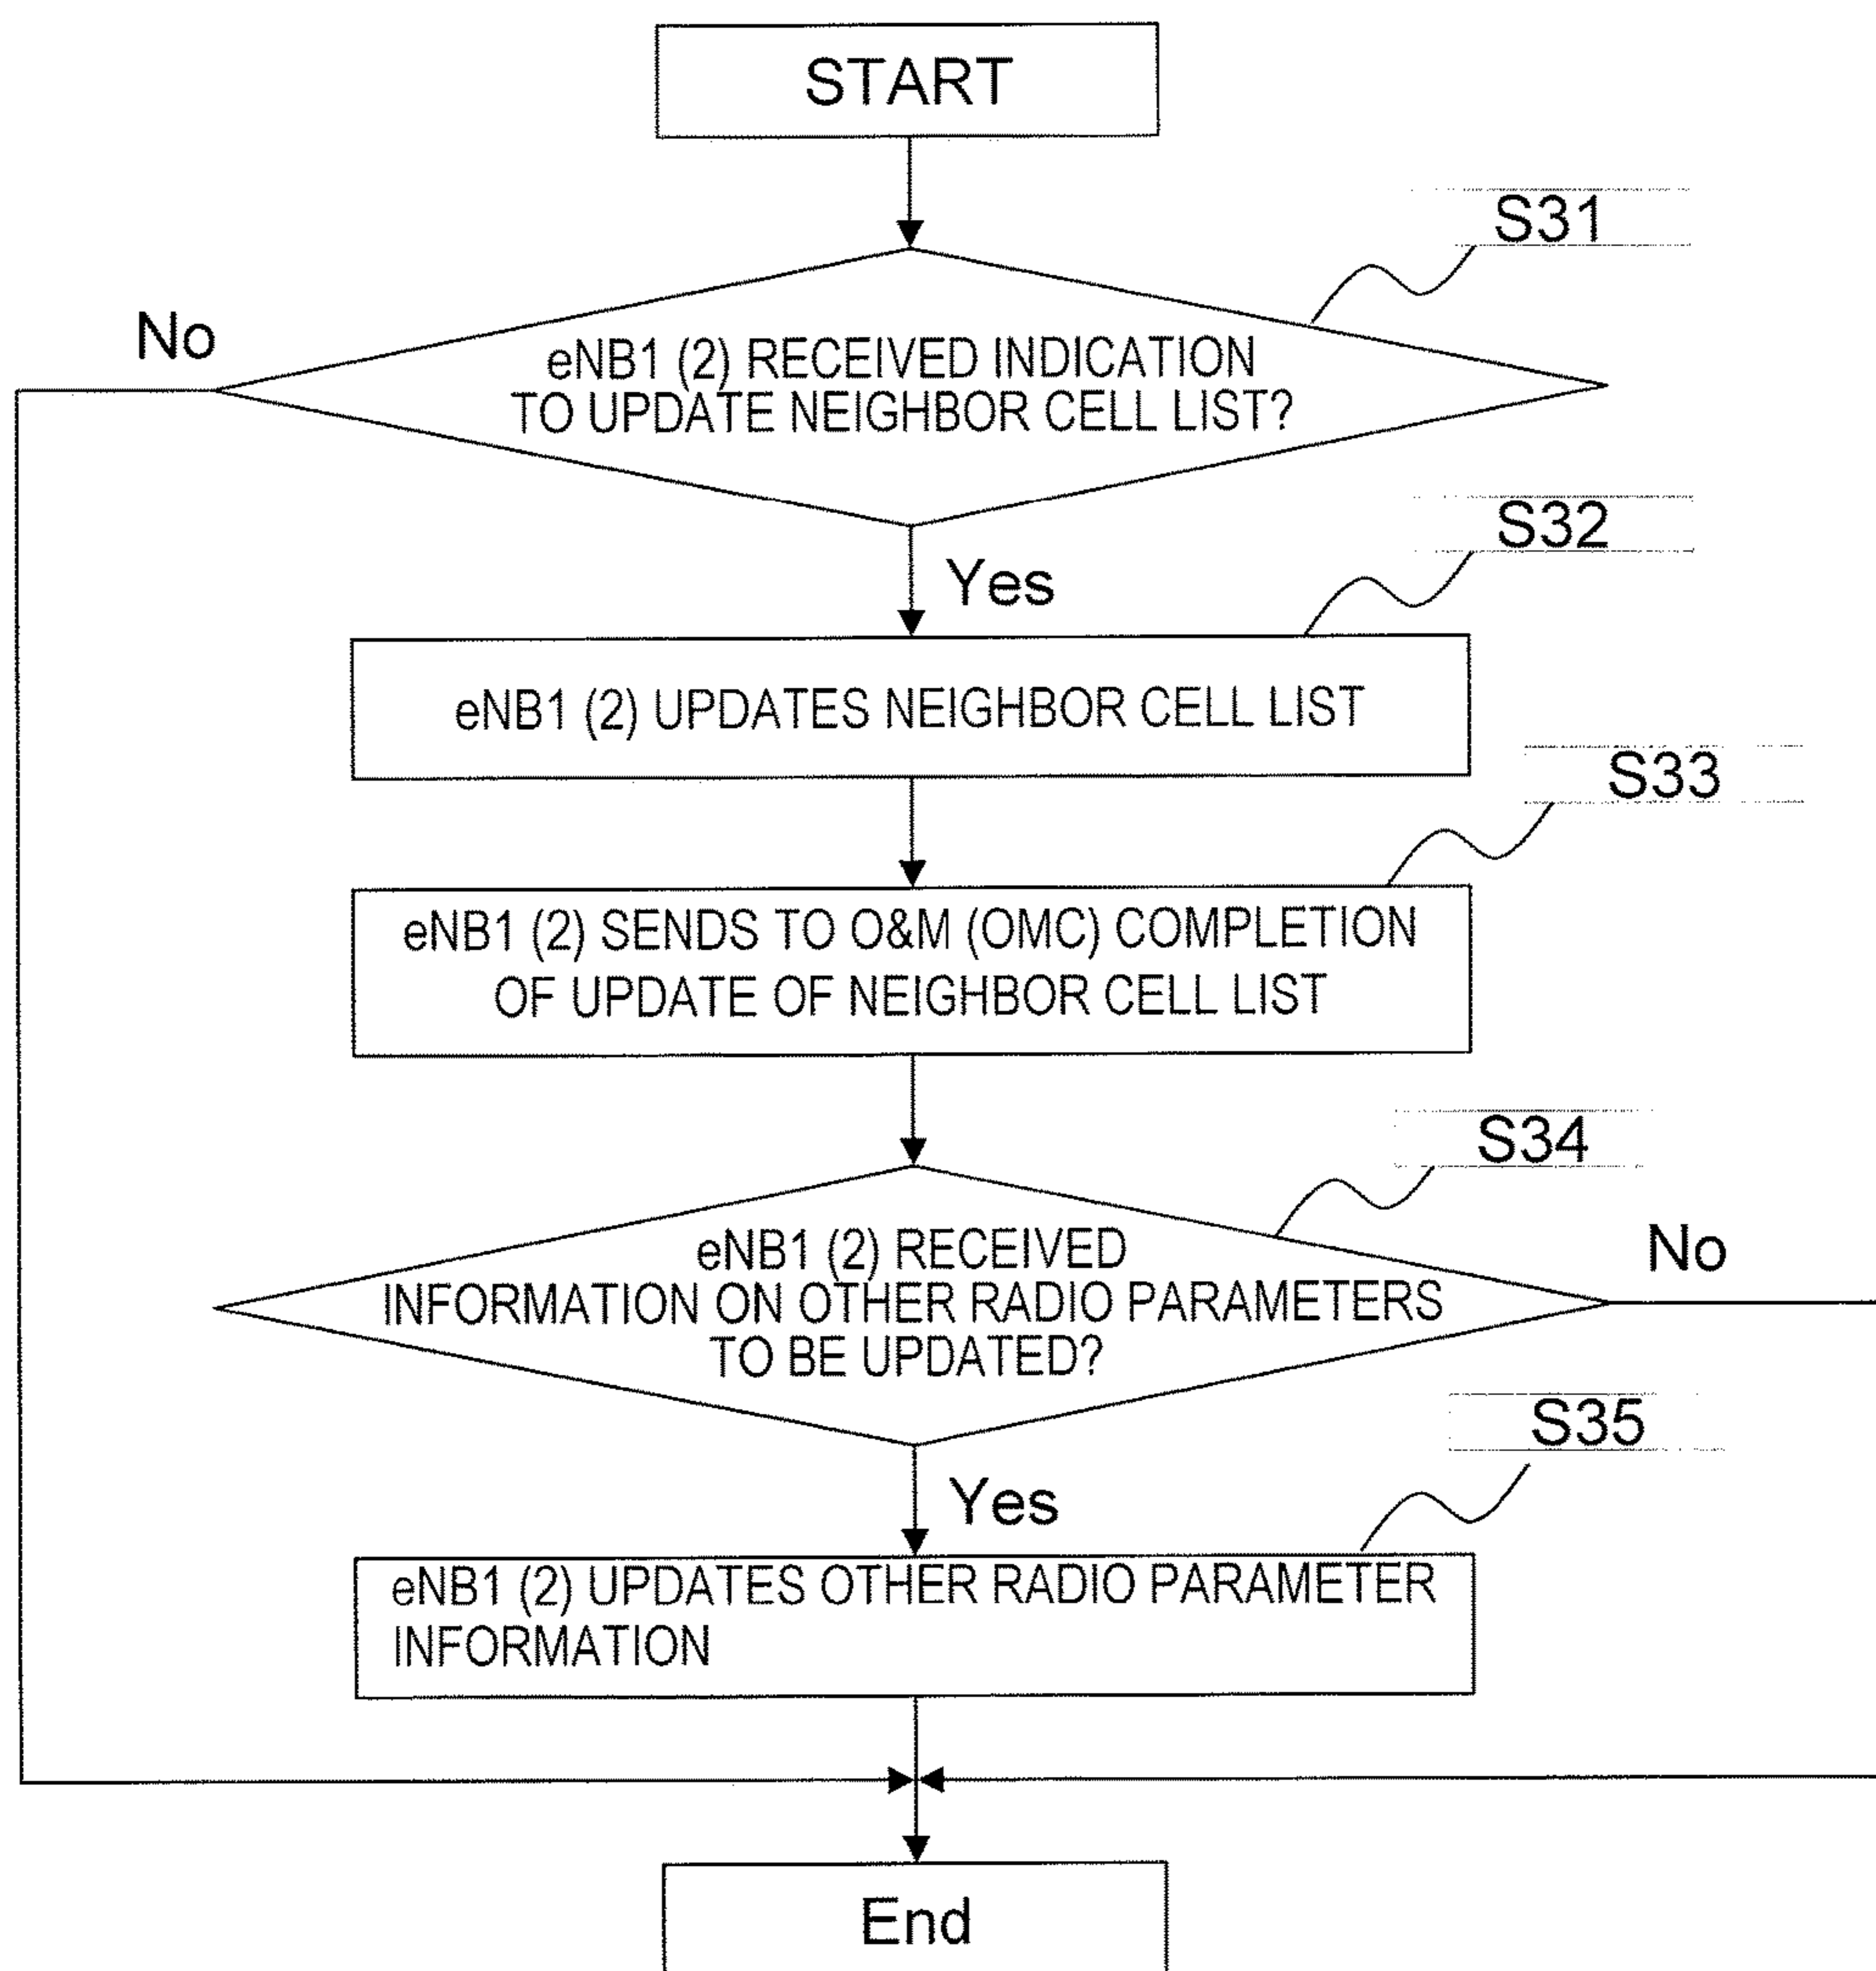 START
S31
No
eNB1 (2) RECEIVED INDICATION
TO UPDATE NEIGHBOR CELL LIST?
S32
Yes
eNB1 (2) UPDATES NEIGHBOR CELL LIST
S33
eNB1 (2) SENDS TO O&M (OMC) COMPLETION
OF UPDATE OF NEIGHBOR CELL LIST
S34
No
eNB1 (2) RECEIVED
INFORMATION ON OTHER RADIO PARAMETERS
TO BE UPDATED?
S35
Yes
eNB1 (2) UPDATES OTHER RADIO PARAMETER
INFORMATION
End